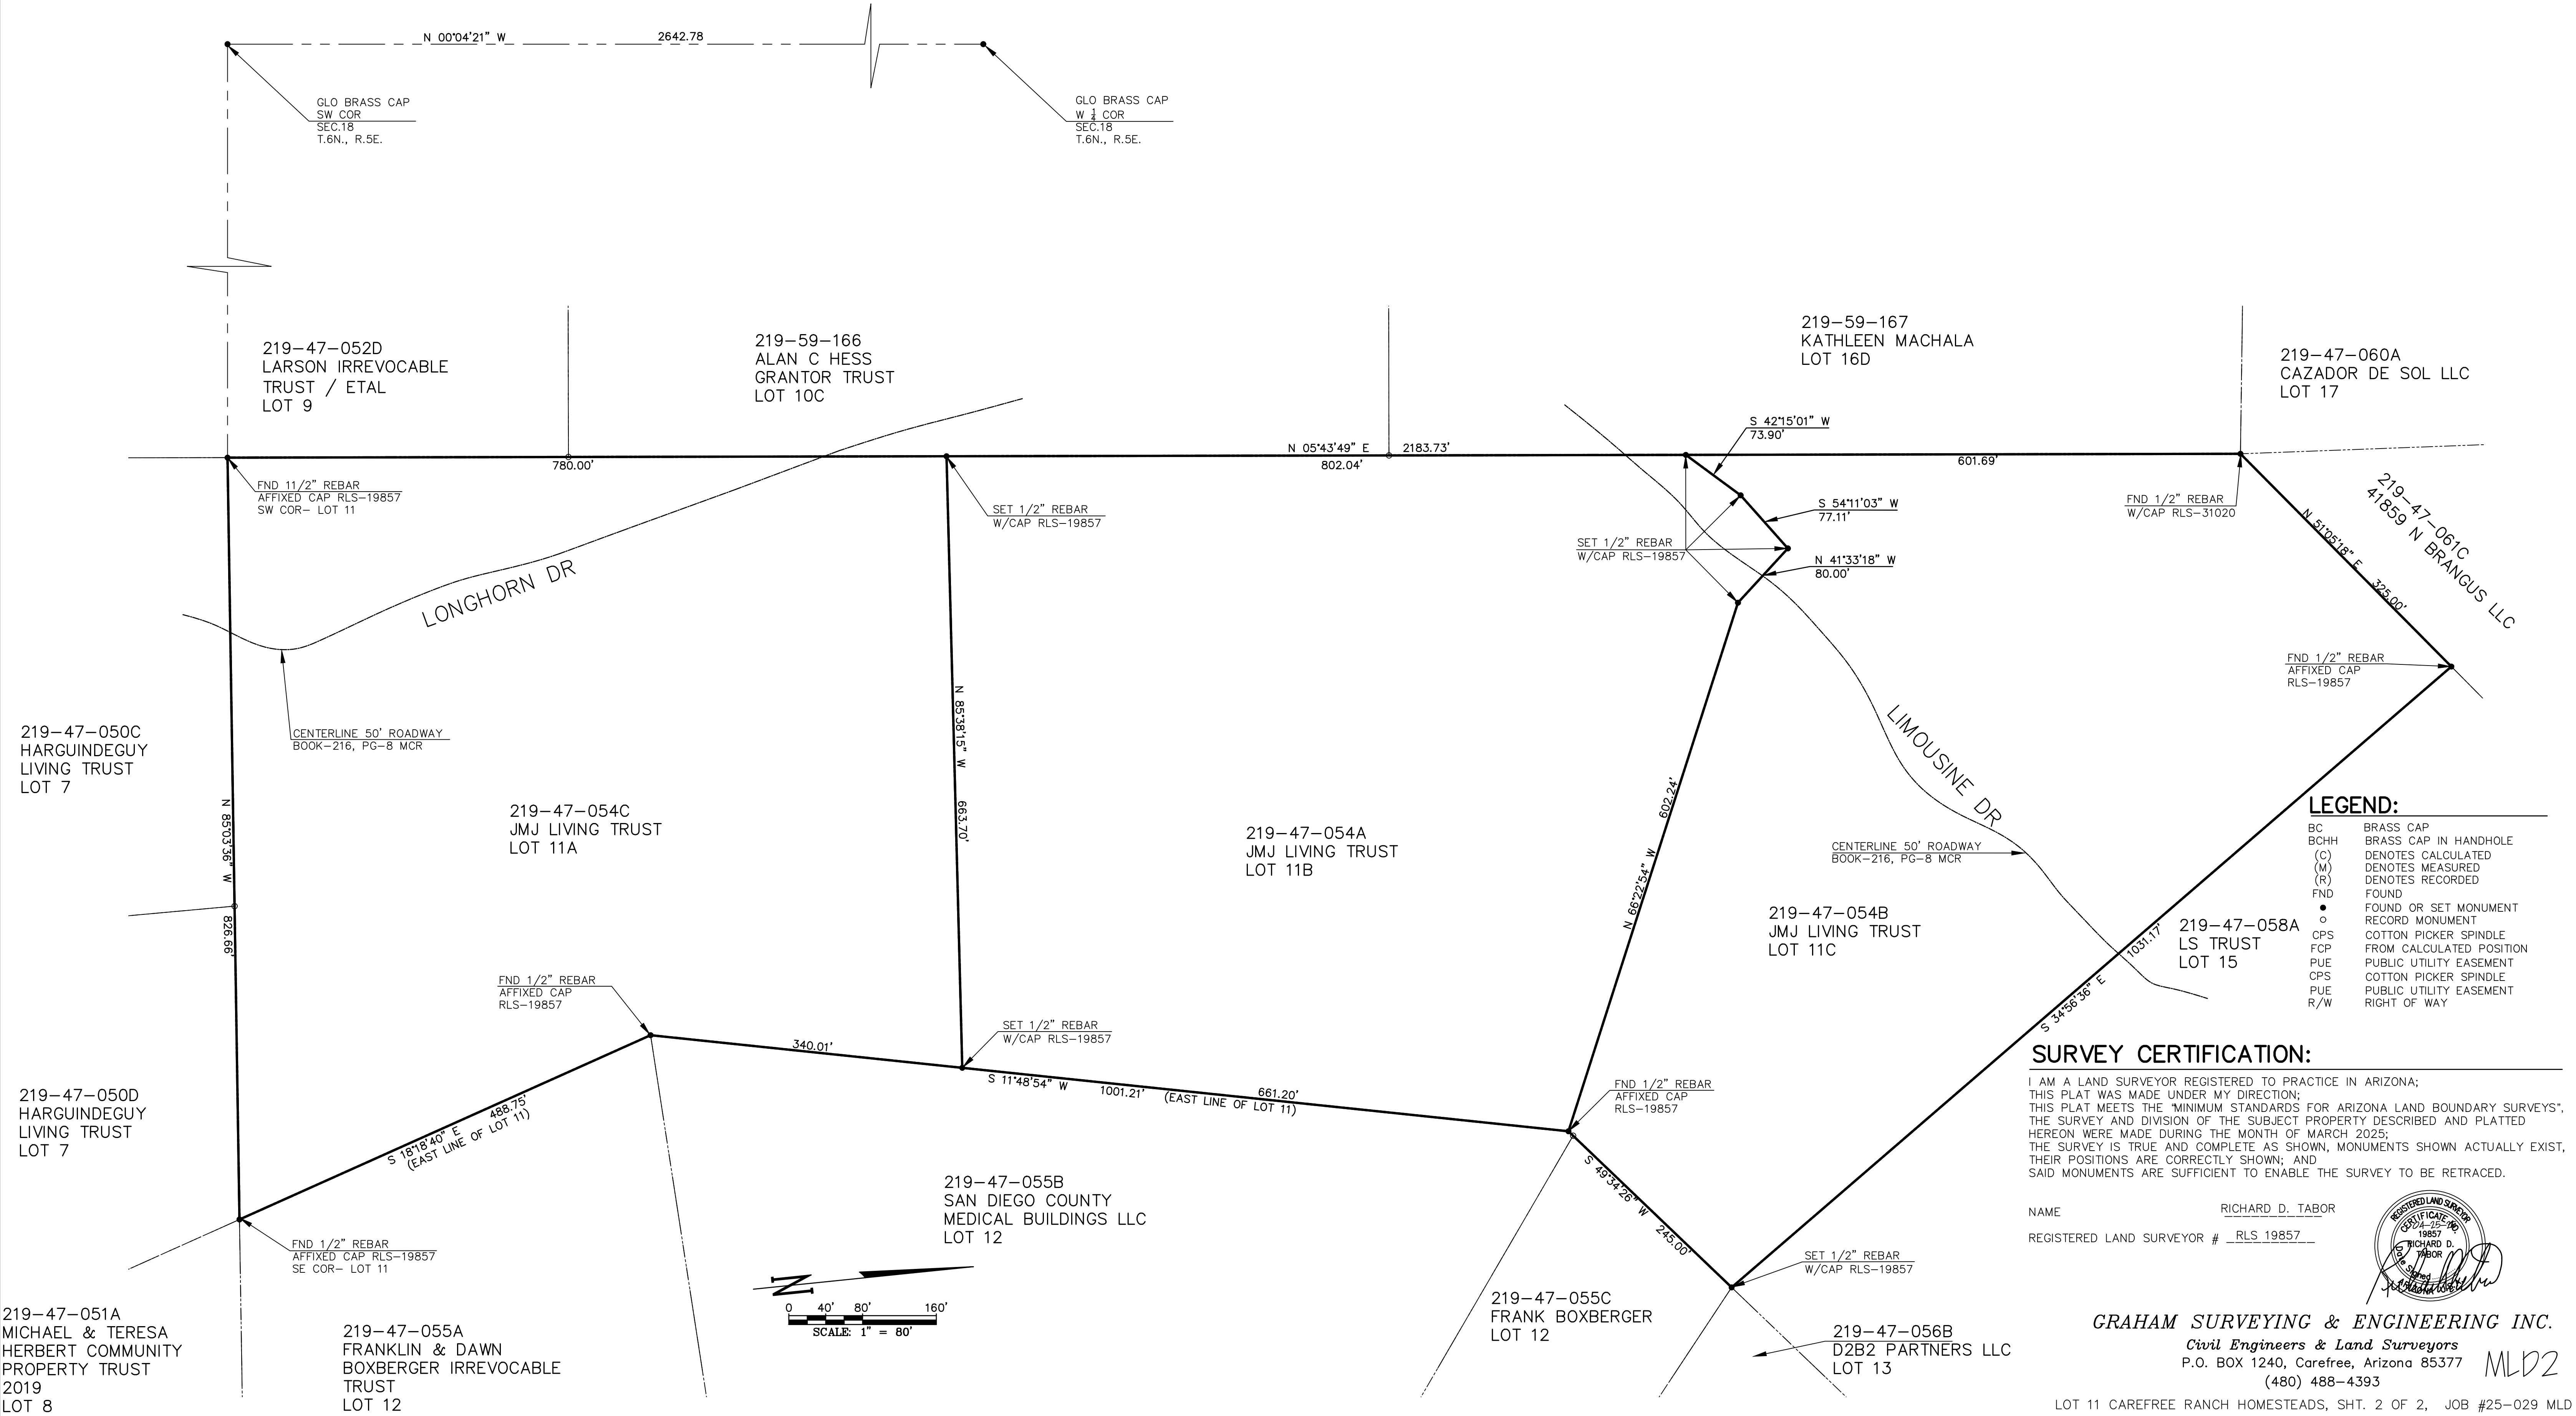 N 00°04'21" W 2642.78
GLO BRASS CAP
SW COR
SEC.18
T.6N., R.5E.
GLO BRASS CAP
W 1/4 COR
SEC.18
T.6N., R.5E.
219-47-052D
LARSON IRREVOCABLE
TRUST / ETAL
LOT 9
219-59-166
ALAN C HESS
GRANTOR TRUST
LOT 10C
219-59-167
KATHLEEN MACHALA
LOT 16D
219-47-060A
CAZADOR DE SOL LLC
LOT 17
N 05°43'49" E 2183.73'
780.00'
802.04'
601.69'
S 42°15'01" W
73.90'
S 54°11'03" W
77.11'
N 41°33'18" W
80.00'
FND 11/2" REBAR
AFFIXED CAP RLS-19857
SW COR- LOT 11
SET 1/2" REBAR
W/CAP RLS-19857
SET 1/2" REBAR
W/CAP RLS-19857
FND 1/2" REBAR
W/CAP RLS-31020
219-47-061C
41859 N BRANGUS LLC
N 51°05'18" E 325.00'
FND 1/2" REBAR
AFFIXED CAP
RLS-19857
LONGHORN DR
LIMOUSINE DR
CENTERLINE 50' ROADWAY
BOOK-216, PG-8 MCR
219-47-050C
HARGUINDEGUY
LIVING TRUST
LOT 7
N 85°03'36" W 826.66'
219-47-054C
JMJ LIVING TRUST
LOT 11A
N 85°38'15" W 663.70'
219-47-054A
JMJ LIVING TRUST
LOT 11B
N 66°22'54" W 602.24'
CENTERLINE 50' ROADWAY
BOOK-216, PG-8 MCR
219-47-054B
JMJ LIVING TRUST
LOT 11C
219-47-058A
LS TRUST
LOT 15
S 34°56'36" E 1031.17'
FND 1/2" REBAR
AFFIXED CAP
RLS-19857
340.01'
SET 1/2" REBAR
W/CAP RLS-19857
S 11°48'54" W 1001.21' 661.20'
(EAST LINE OF LOT 11)
S 18°18'40" E 488.75'
(EAST LINE OF LOT 11)
219-47-050D
HARGUINDEGUY
LIVING TRUST
LOT 7
FND 1/2" REBAR
AFFIXED CAP
RLS-19857
S 49°34'26" W 245.00'
219-47-055B
SAN DIEGO COUNTY
MEDICAL BUILDINGS LLC
LOT 12
FND 1/2" REBAR
AFFIXED CAP RLS-19857
SE COR- LOT 11
SET 1/2" REBAR
W/CAP RLS-19857
219-47-051A
MICHAEL & TERESA
HERBERT COMMUNITY
PROPERTY TRUST
2019
LOT 8
219-47-055A
FRANKLIN & DAWN
BOXBERGER IRREVOCABLE
TRUST
LOT 12
N
0 40' 80' 160'
SCALE: 1" = 80'
219-47-055C
FRANK BOXBERGER
LOT 12
219-47-056B
D2B2 PARTNERS LLC
LOT 13
LEGEND:
BC BRASS CAP
BCHH BRASS CAP IN HANDHOLE
(C) DENOTES CALCULATED
(M) DENOTES MEASURED
(R) DENOTES RECORDED
FND FOUND
● FOUND OR SET MONUMENT
○ RECORD MONUMENT
CPS COTTON PICKER SPINDLE
FCP FROM CALCULATED POSITION
PUE PUBLIC UTILITY EASEMENT
CPS COTTON PICKER SPINDLE
PUE PUBLIC UTILITY EASEMENT
R/W RIGHT OF WAY
SURVEY CERTIFICATION:
I AM A LAND SURVEYOR REGISTERED TO PRACTICE IN ARIZONA;
THIS PLAT WAS MADE UNDER MY DIRECTION;
THIS PLAT MEETS THE "MINIMUM STANDARDS FOR ARIZONA LAND BOUNDARY SURVEYS".
THE SURVEY AND DIVISION OF THE SUBJECT PROPERTY DESCRIBED AND PLATTED
HEREON WERE MADE DURING THE MONTH OF MARCH 2025;
THE SURVEY IS TRUE AND COMPLETE AS SHOWN, MONUMENTS SHOWN ACTUALLY EXIST,
THEIR POSITIONS ARE CORRECTLY SHOWN; AND
SAID MONUMENTS ARE SUFFICIENT TO ENABLE THE SURVEY TO BE RETRACED.
NAME RICHARD D. TABOR
REGISTERED LAND SURVEYOR # RLS 19857
REGISTERED LAND SURVEYOR
CERTIFICATE NO.
19857
RICHARD D.
TABOR
Date Signed
GRAHAM SURVEYING & ENGINEERING INC.
Civil Engineers & Land Surveyors
P.O. BOX 1240, Carefree, Arizona 85377
(480) 488-4393
MLD2
LOT 11 CAREFREE RANCH HOMESTEADS, SHT. 2 OF 2, JOB #25-029 MLD